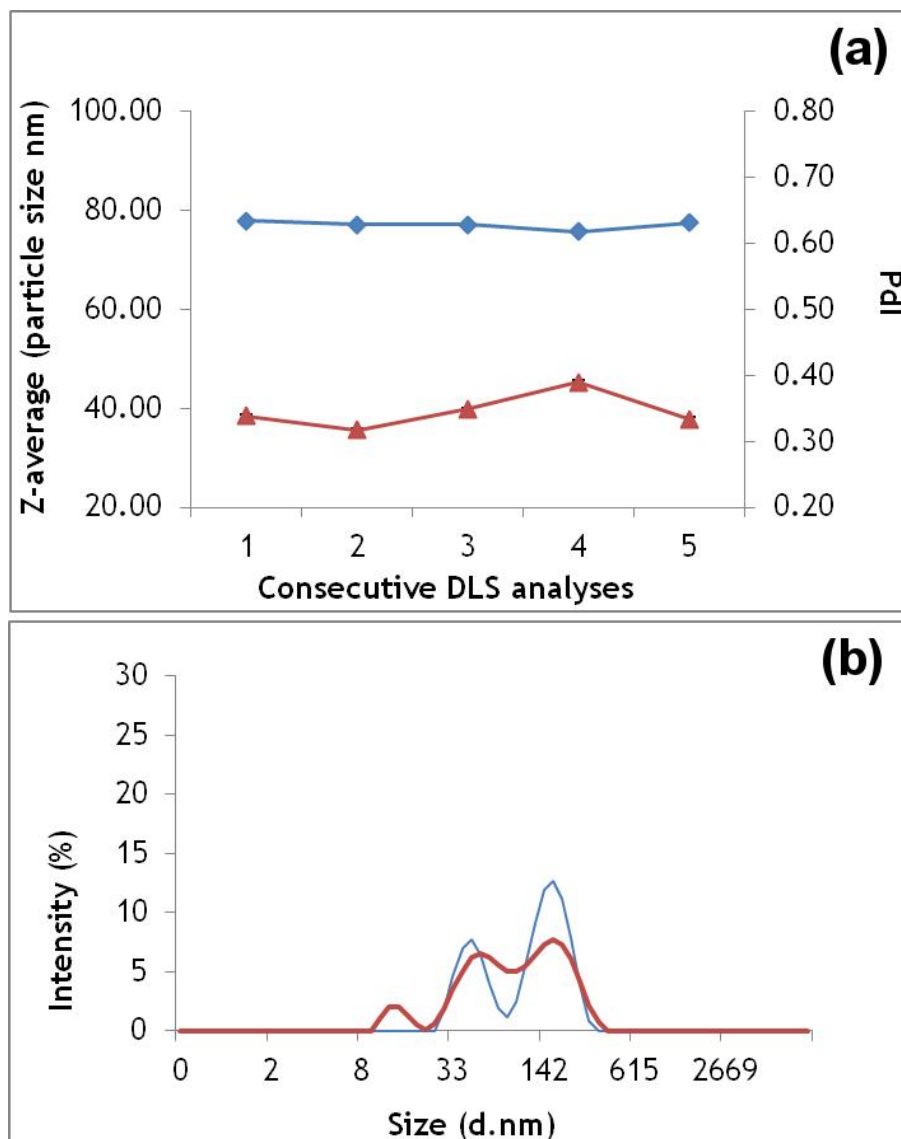 (a)
Z-average (particle size nm)
100.00
80.00
60.00
40.00
20.00
0.80
0.70
0.60
0.50
0.40
0.30
0.20
PdI
1 2 3 4 5
Consecutive DLS analyses
(b)
Intensity (%)
30
25
20
15
10
5
0
0 2 8 33 142 615 2669
Size (d.nm)